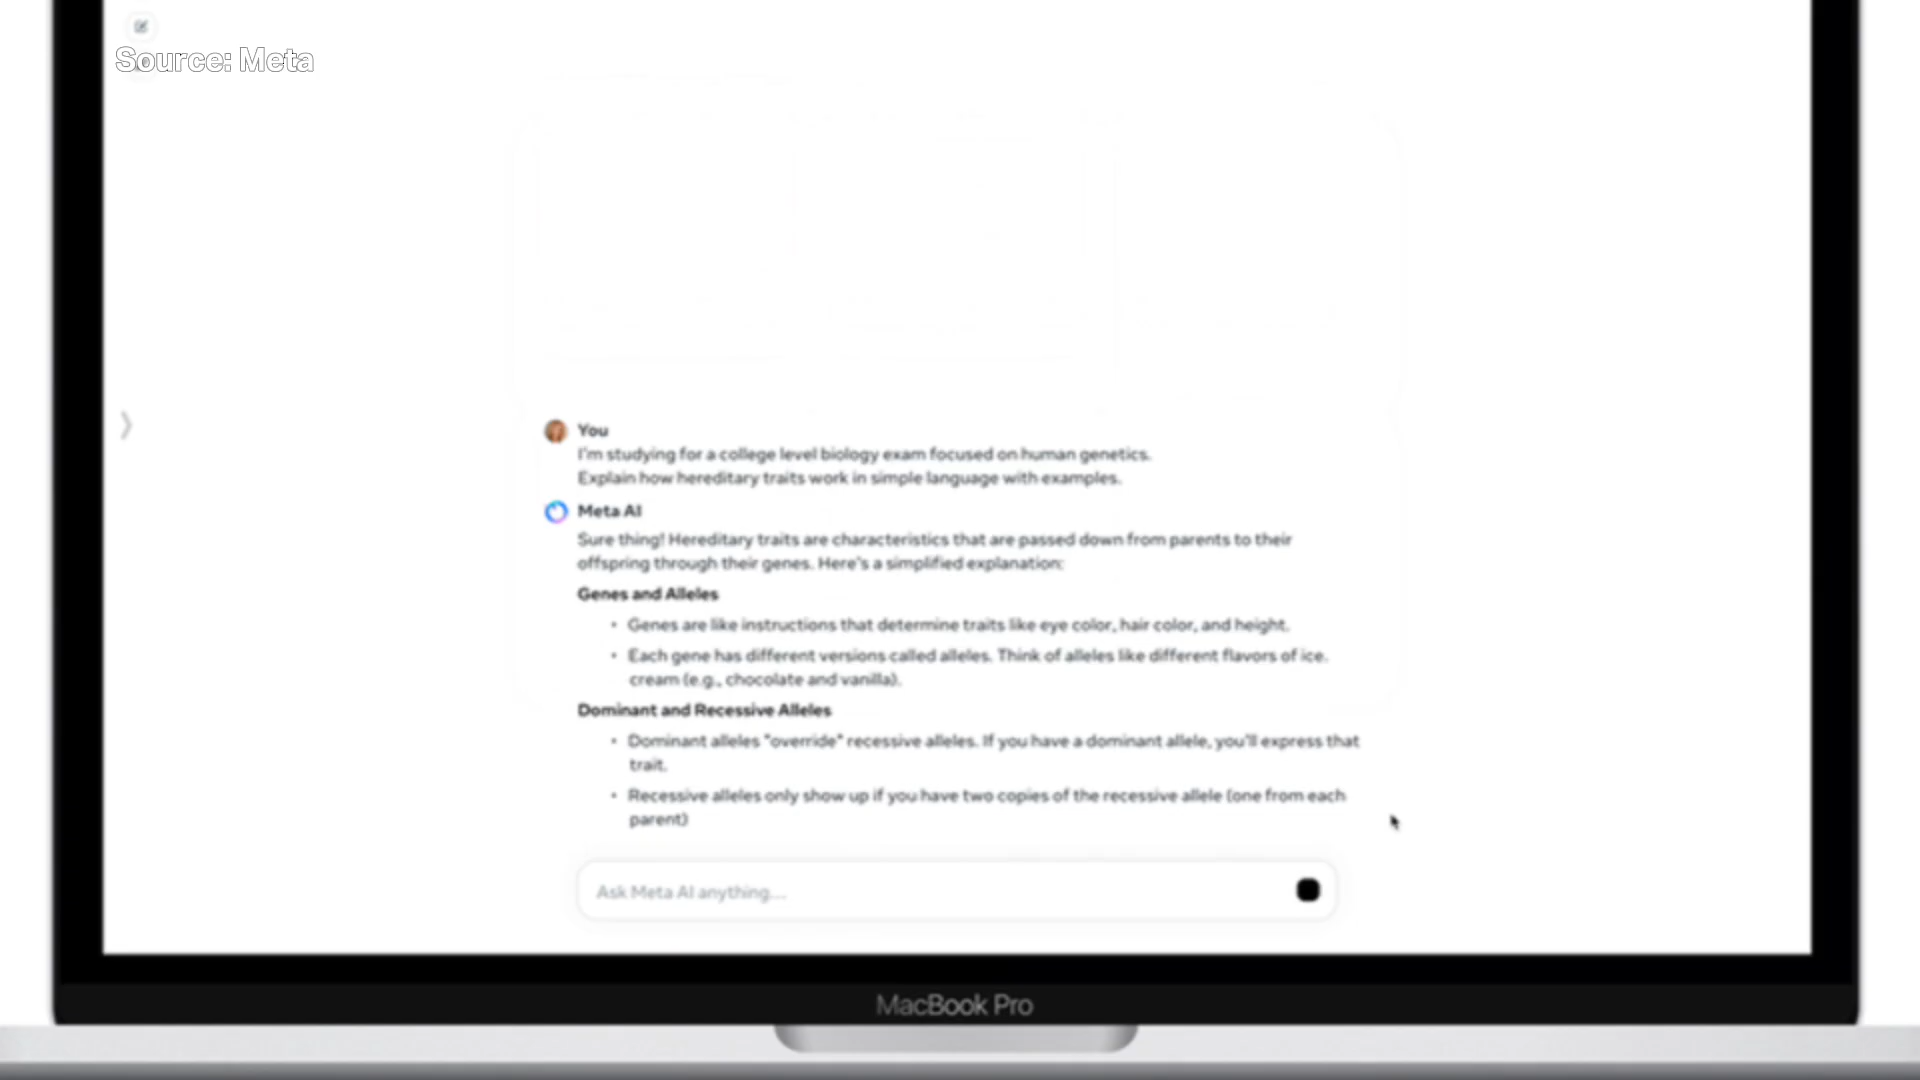 Source: Meta
You
I'm studying for a college level biology exam focused on human genetics.
Explain how hereditary traits work in simple language with examples.
Meta AI
Sure thing! Hereditary traits are characteristics that are passed down from parents to their
offspring through their genes. Here's a simplified explanation:
Genes and Alleles
• Genes are like instructions that determine traits like eye color, hair color, and height.
• Each gene has different versions called alleles. Think of alleles like different flavors of ice.
cream (e.g., chocolate and vanilla).
Dominant and Recessive Alleles
• Dominant alleles "override" recessive alleles. If you have a dominant allele, you'll express that
trait.
• Recessive alleles only show up if you have two copies of the recessive allele (one from each
parent)
Ask Meta AI anything...
MacBook Pro